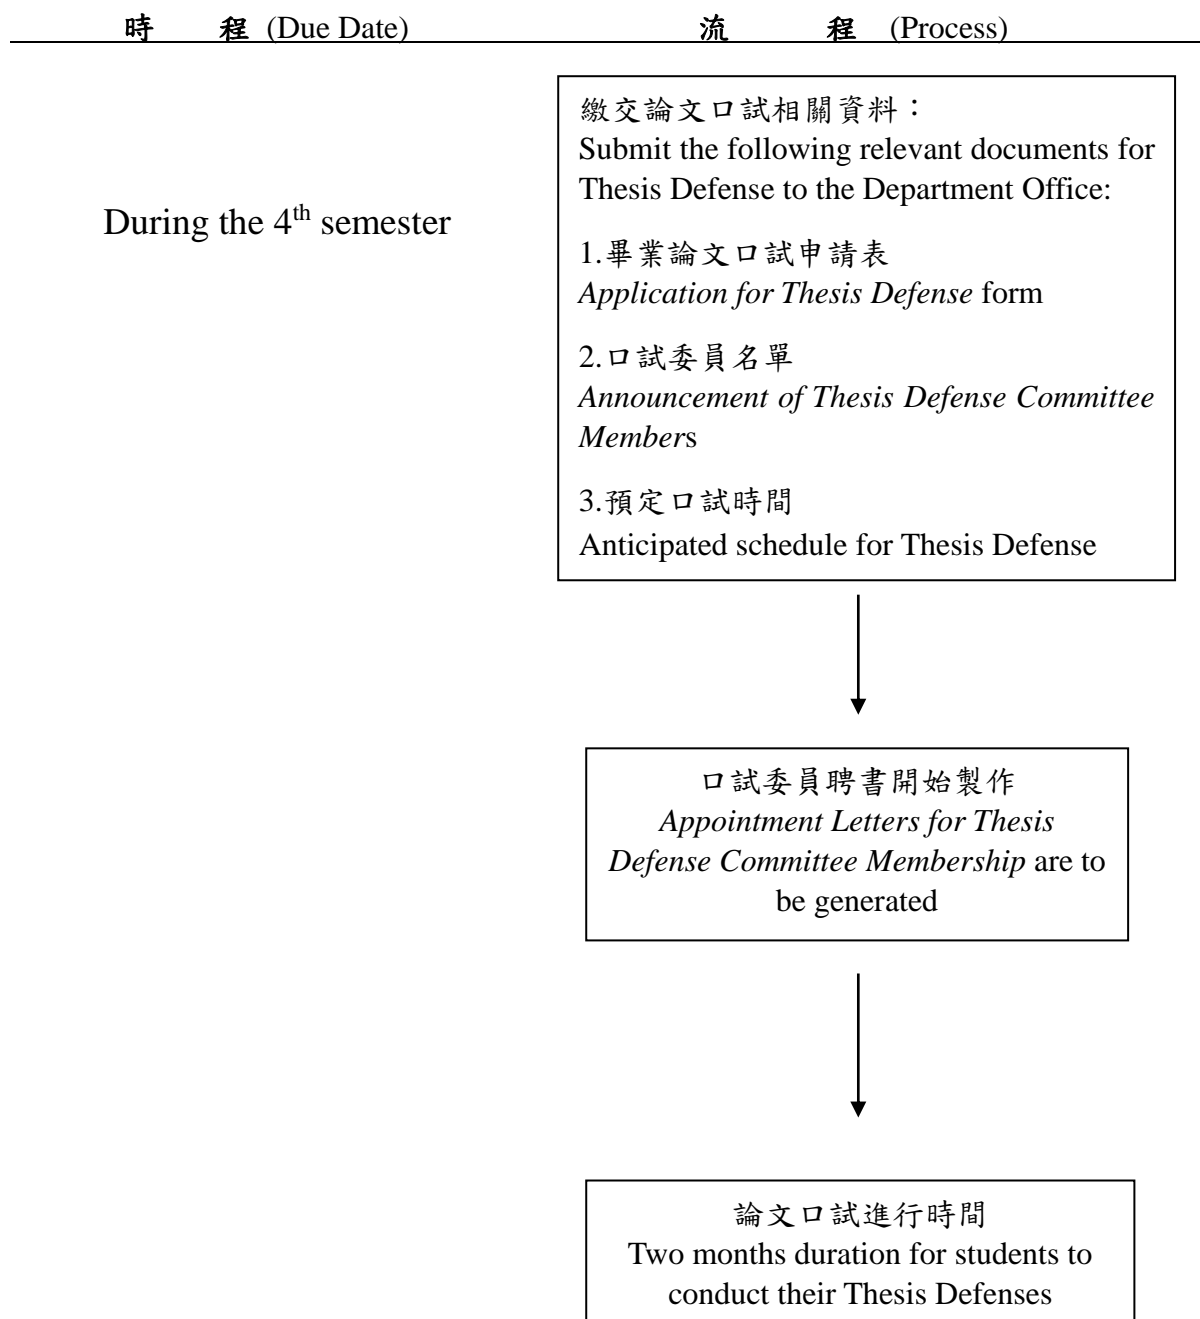 時 程 (Due Date) 流 程 (Process)
繳交論文口試相關資料：
Submit the following relevant documents for
Thesis Defense to the Department Office:
During the 4th semester
1.畢業論文口試申請表
Application for Thesis Defense form
2.口試委員名單
Announcement of Thesis Defense Committee
Members
3.預定口試時間
Anticipated schedule for Thesis Defense
口試委員聘書開始製作
Appointment Letters for Thesis
Defense Committee Membership are to
be generated
論文口試進行時間
Two months duration for students to
conduct their Thesis Defenses